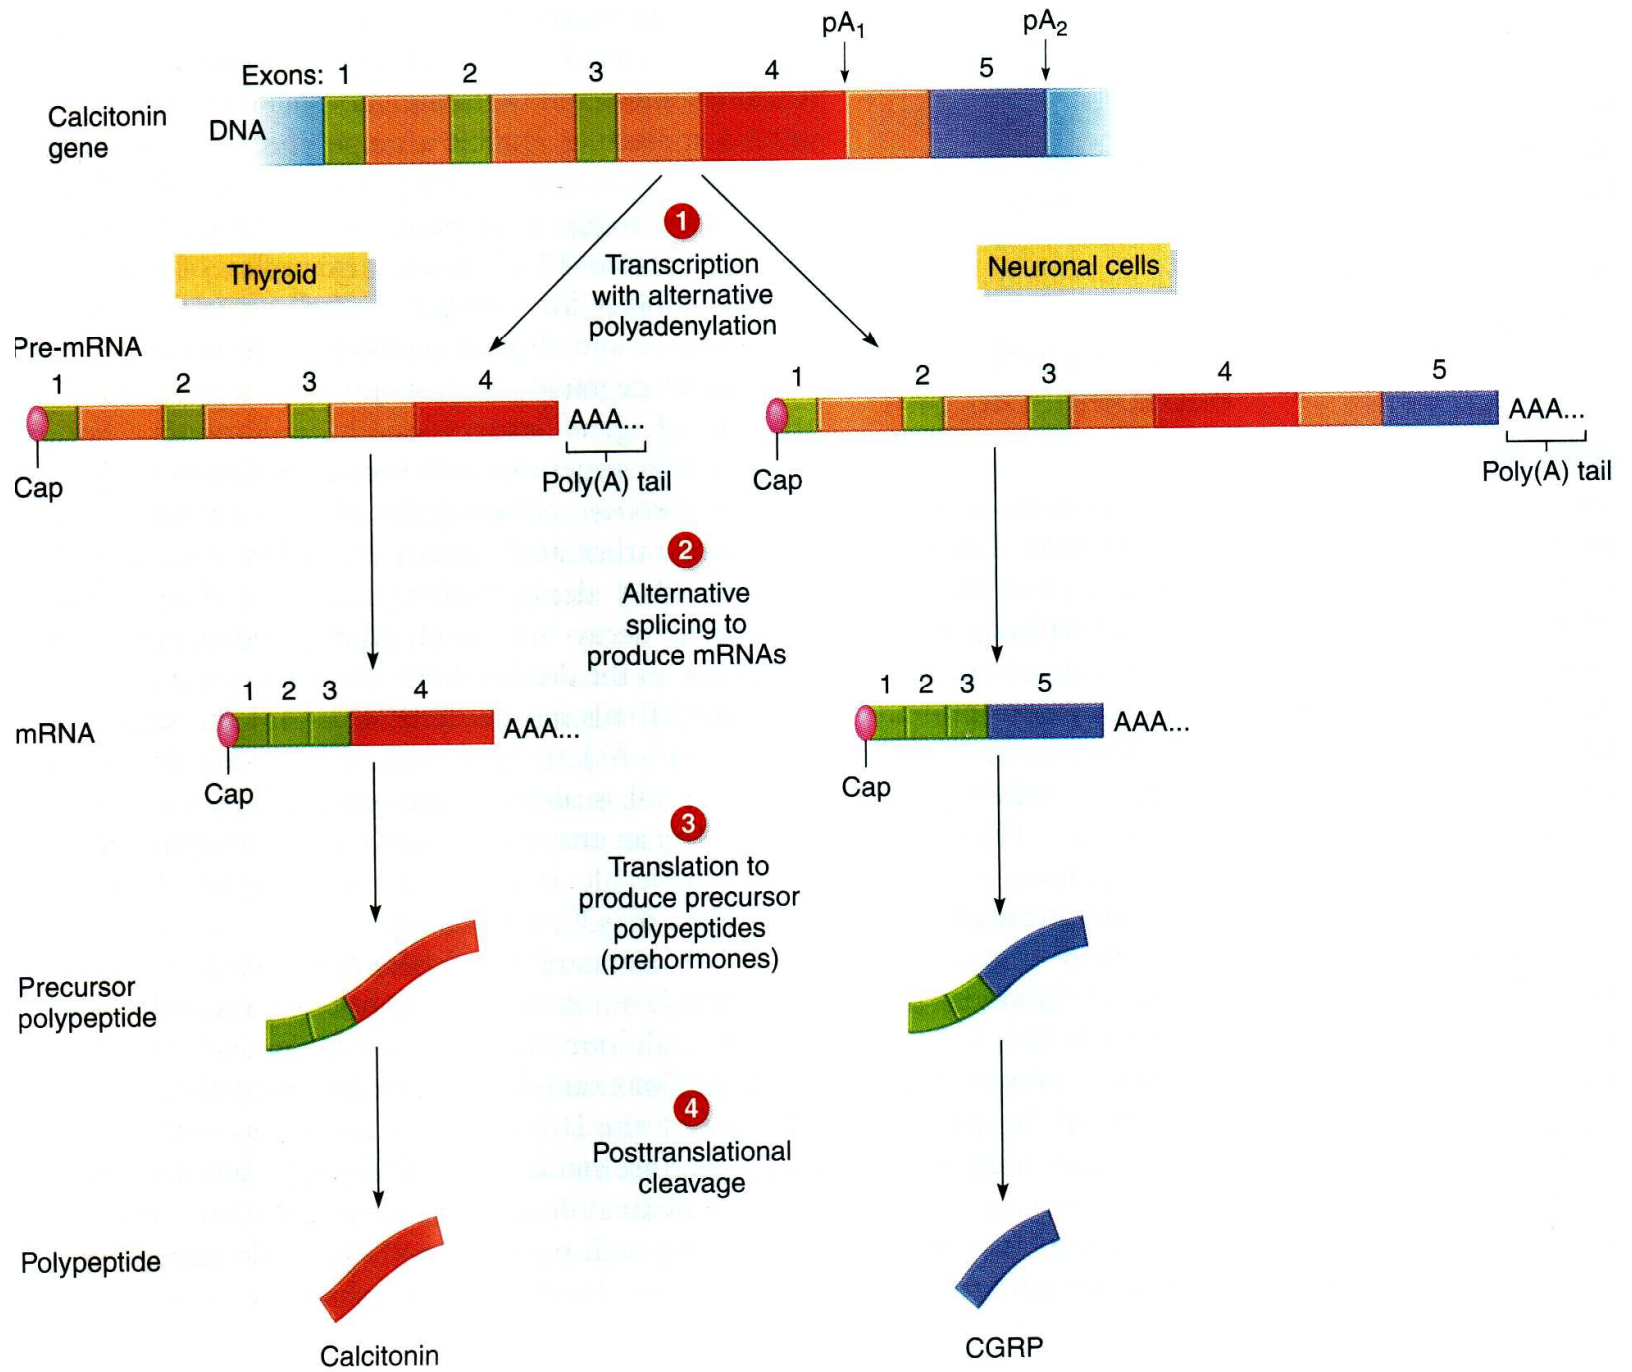 pA1
pA2
Exons: 1 2 3 4 5
Calcitonin
gene
DNA
1
Transcription
with alternative
polyadenylation
Thyroid
Neuronal cells
Pre-mRNA
1 2 3 4
AAA...
Cap
Poly(A) tail
1 2 3 4 5
AAA...
Cap
Poly(A) tail
2
Alternative
splicing to
produce mRNAs
mRNA
1 2 3 4
AAA...
Cap
1 2 3 5
AAA...
Cap
3
Translation to
produce precursor
polypeptides
(prehormones)
Precursor
polypeptide
4
Posttranslational
cleavage
Polypeptide
Calcitonin
CGRP